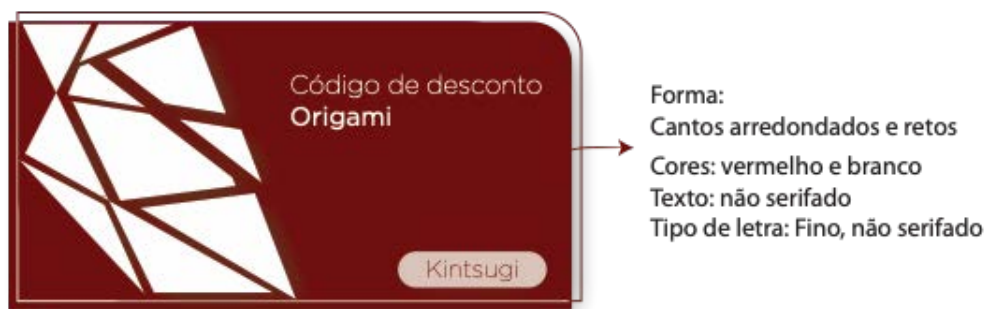 Código de desconto
Origami
Kintsugi
Forma:
Cantos arredondados e retos
Cores: vermelho e branco
Texto: não serifado
Tipo de letra: Fino, não serifado